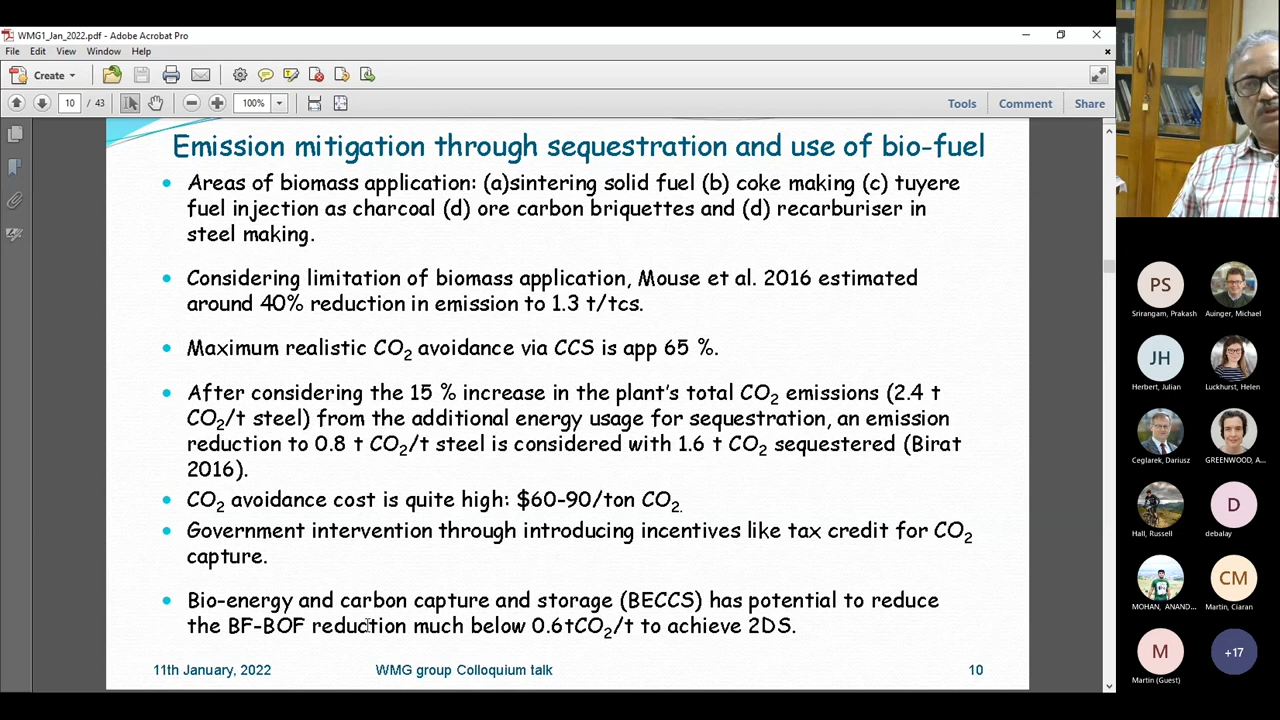 WMG1_Jan_2022.pdf - Adobe Acrobat Pro
File Edit View Window Help
Create
10 / 43 100% Tools Comment Share
Emission mitigation through sequestration and use of bio-fuel
• Areas of biomass application: (a)sintering solid fuel (b) coke making (c) tuyere
fuel injection as charcoal (d) ore carbon briquettes and (d) recarburiser in
steel making.
• Considering limitation of biomass application, Mouse et al. 2016 estimated
around 40% reduction in emission to 1.3 t/tcs.
• Maximum realistic CO₂ avoidance via CCS is app 65 %.
• After considering the 15 % increase in the plant's total CO₂ emissions (2.4 t
CO₂/t steel) from the additional energy usage for sequestration, an emission
reduction to 0.8 t CO₂/t steel is considered with 1.6 t CO₂ sequestered (Birat
2016).
• CO₂ avoidance cost is quite high: $60-90/ton CO₂.
• Government intervention through introducing incentives like tax credit for CO₂
capture.
• Bio-energy and carbon capture and storage (BECCS) has potential to reduce
the BF-BOF reduction much below 0.6tCO₂/t to achieve 2DS.
11th January, 2022 WMG group Colloquium talk 10
PS
Srirangam, Prakash Auinger, Michael
JH
Herbert, Julian Luckhurst, Helen
Ceglarek, Dariusz GREENWOOD, A...
D
Hall, Russell debalay
CM
MOHAN, ANAND... Martin, Ciaran
M +17
Martin (Guest)